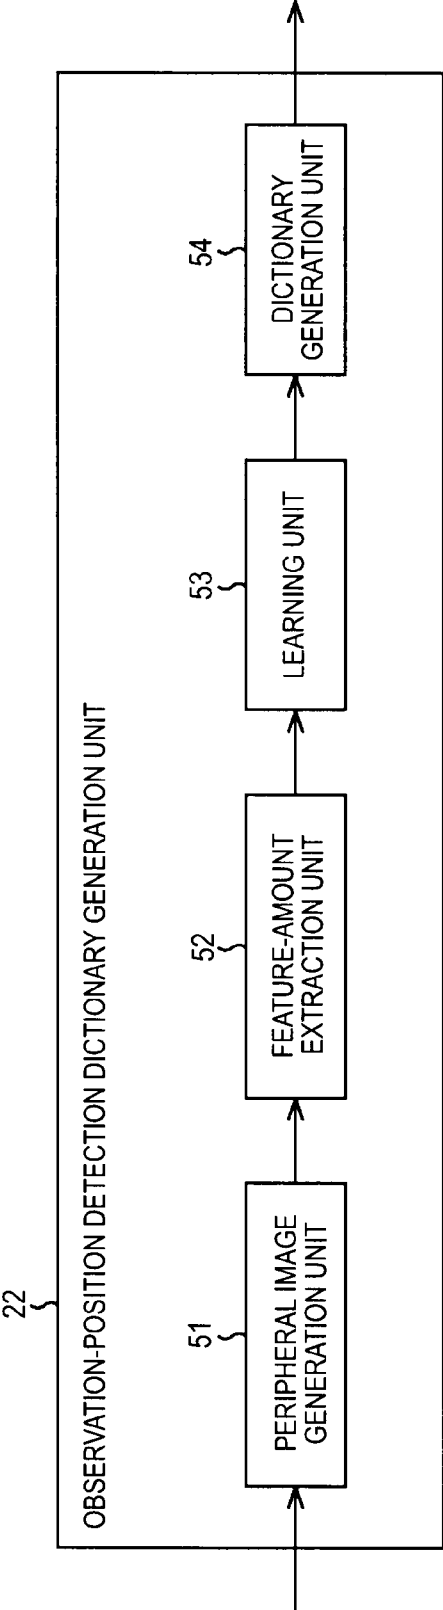 22
OBSERVATION-POSITION DETECTION DICTIONARY GENERATION UNIT
51
PERIPHERAL IMAGE
GENERATION UNIT
52
FEATURE-AMOUNT
EXTRACTION UNIT
53
LEARNING UNIT
54
DICTIONARY
GENERATION UNIT